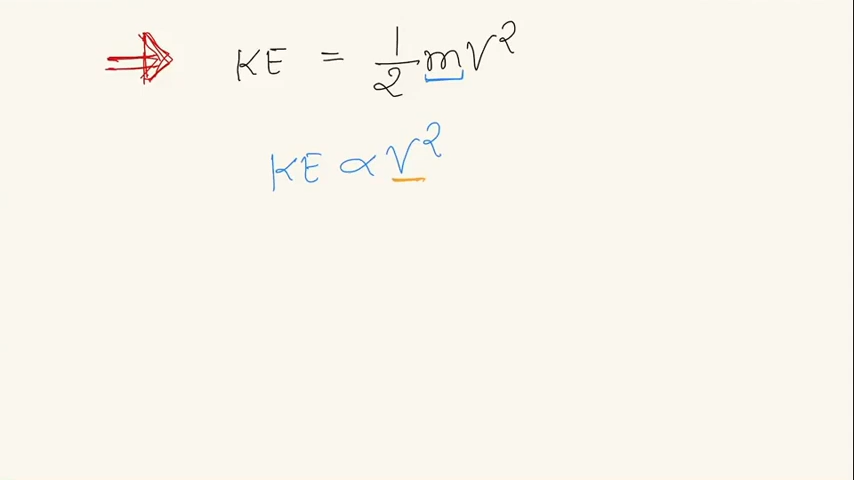 ⇒ KE = 1/2 mV²
KE ∝ V²